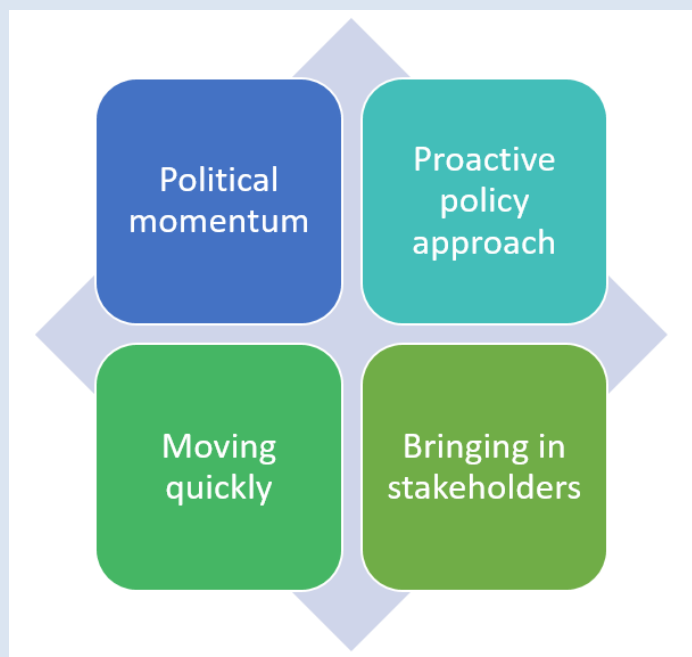 Political
momentum
Proactive
policy
approach
Moving
quickly
Bringing in
stakeholders